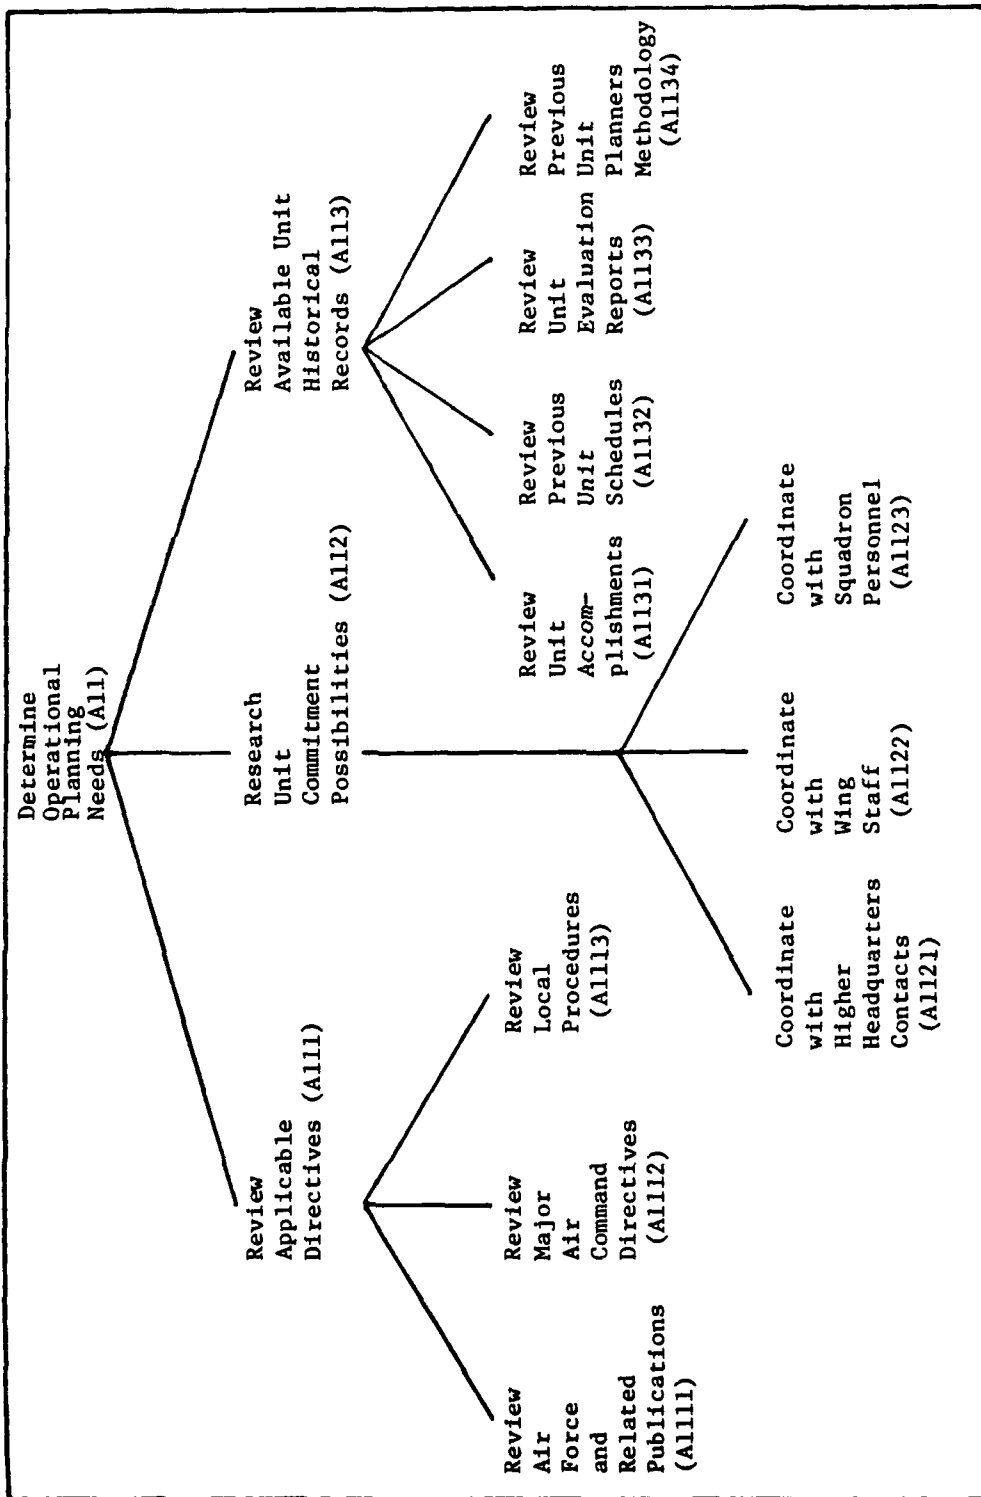 Determine
Operational
Planning
Needs (A11)
Review
Applicable
Directives (A111)
Research
Unit
Commitment
Possibilities (A112)
Review
Available Unit
Historical
Records (A113)
Review
Air
Force
and
Related
Publications
(A1111)
Review
Major
Air
Command
Directives
(A1112)
Review
Local
Procedures
(A1113)
Review
Unit
Accom-
plishments
(A1131)
Review
Previous
Unit
Schedules
(A1132)
Review
Unit
Evaluation
Reports
(A1133)
Review
Previous
Unit
Planners
Methodology
(A1134)
Coordinate
with
Higher
Headquarters
Contacts
(A1121)
Coordinate
with
Wing
Staff
(A1122)
Coordinate
with
Squadron
Personnel
(A1123)